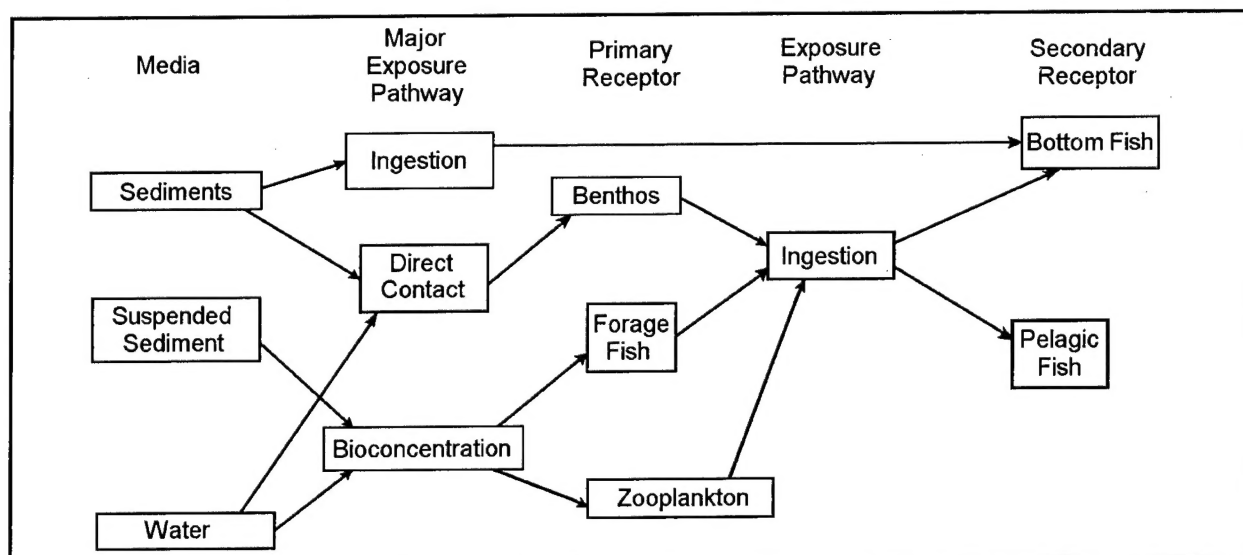 Media
Major
Exposure
Pathway
Primary
Receptor
Exposure
Pathway
Secondary
Receptor
Ingestion
Bottom Fish
Sediments
Benthos
Direct
Contact
Ingestion
Suspended
Sediment
Forage
Fish
Pelagic
Fish
Bioconcentration
Zooplankton
Water